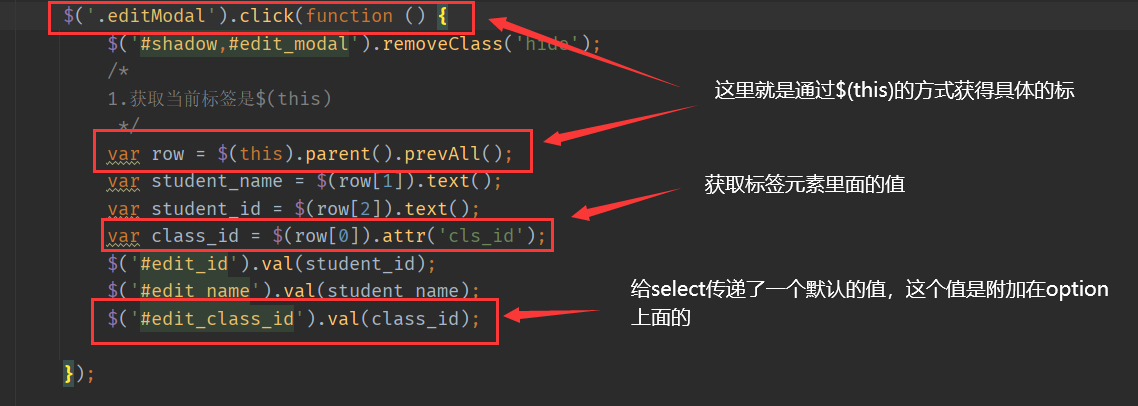 $('.editModal').click(function () {
$('#shadow,#edit_modal').removeClass('hide');
/*
这里就是通过$(this)的方式获得具体的标
1.获取当前标签是$(this)
*/
var row = $(this).parent().prevAll();
var student_name = $(row[1]).text();
获取标签元素里面的值
var student_id = $(row[2]).text();
var class_id = $(row[0]).attr('cls_id');
$('#edit_id').val(student_id);
$('#edit_name').val(student_name);
给select传递了一个默认的值，这个值是附加在option
上面的
$('#edit_class_id').val(class_id);
});